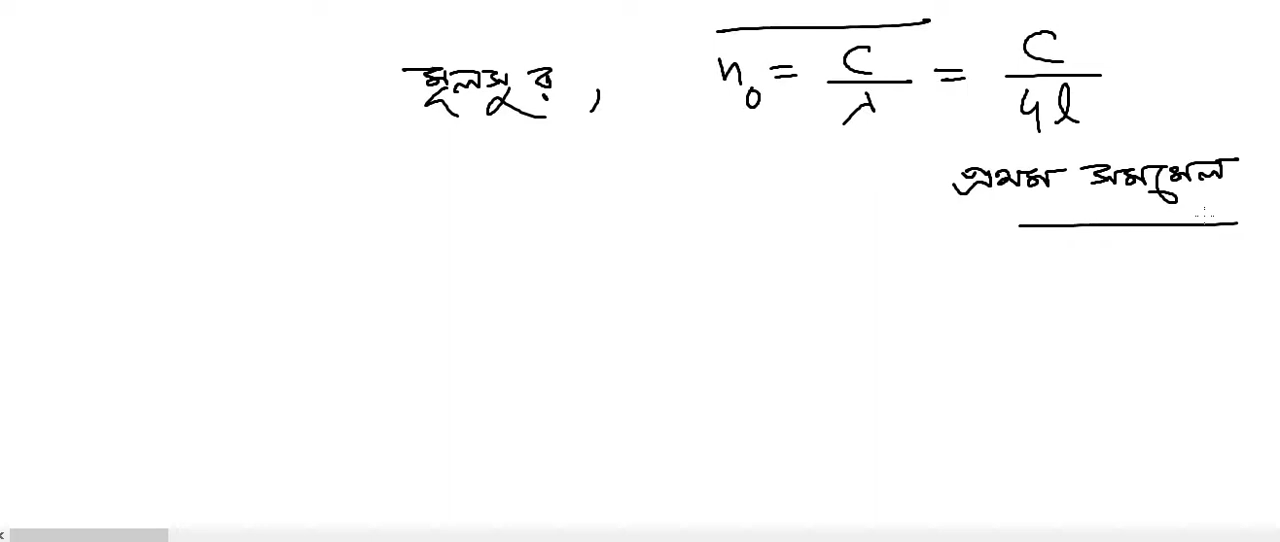 মূলসুর, n₀ = C/λ = C/4l
প্রথম সমমেল